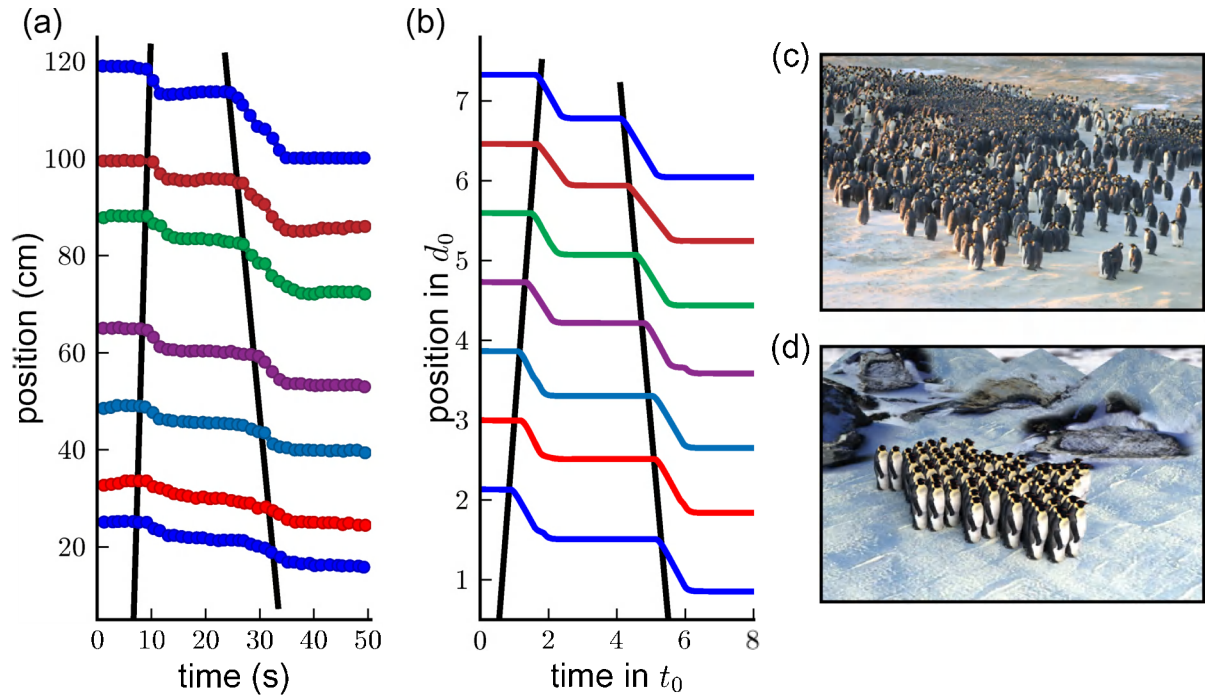 (a)
120
100
80
60
40
20
position (cm)
0 10 20 30 40 50
time (s)
(b)
7
6
5
4
3
2
1
position in d₀
0 2 4 6 8
time in t₀
(c)
(d)